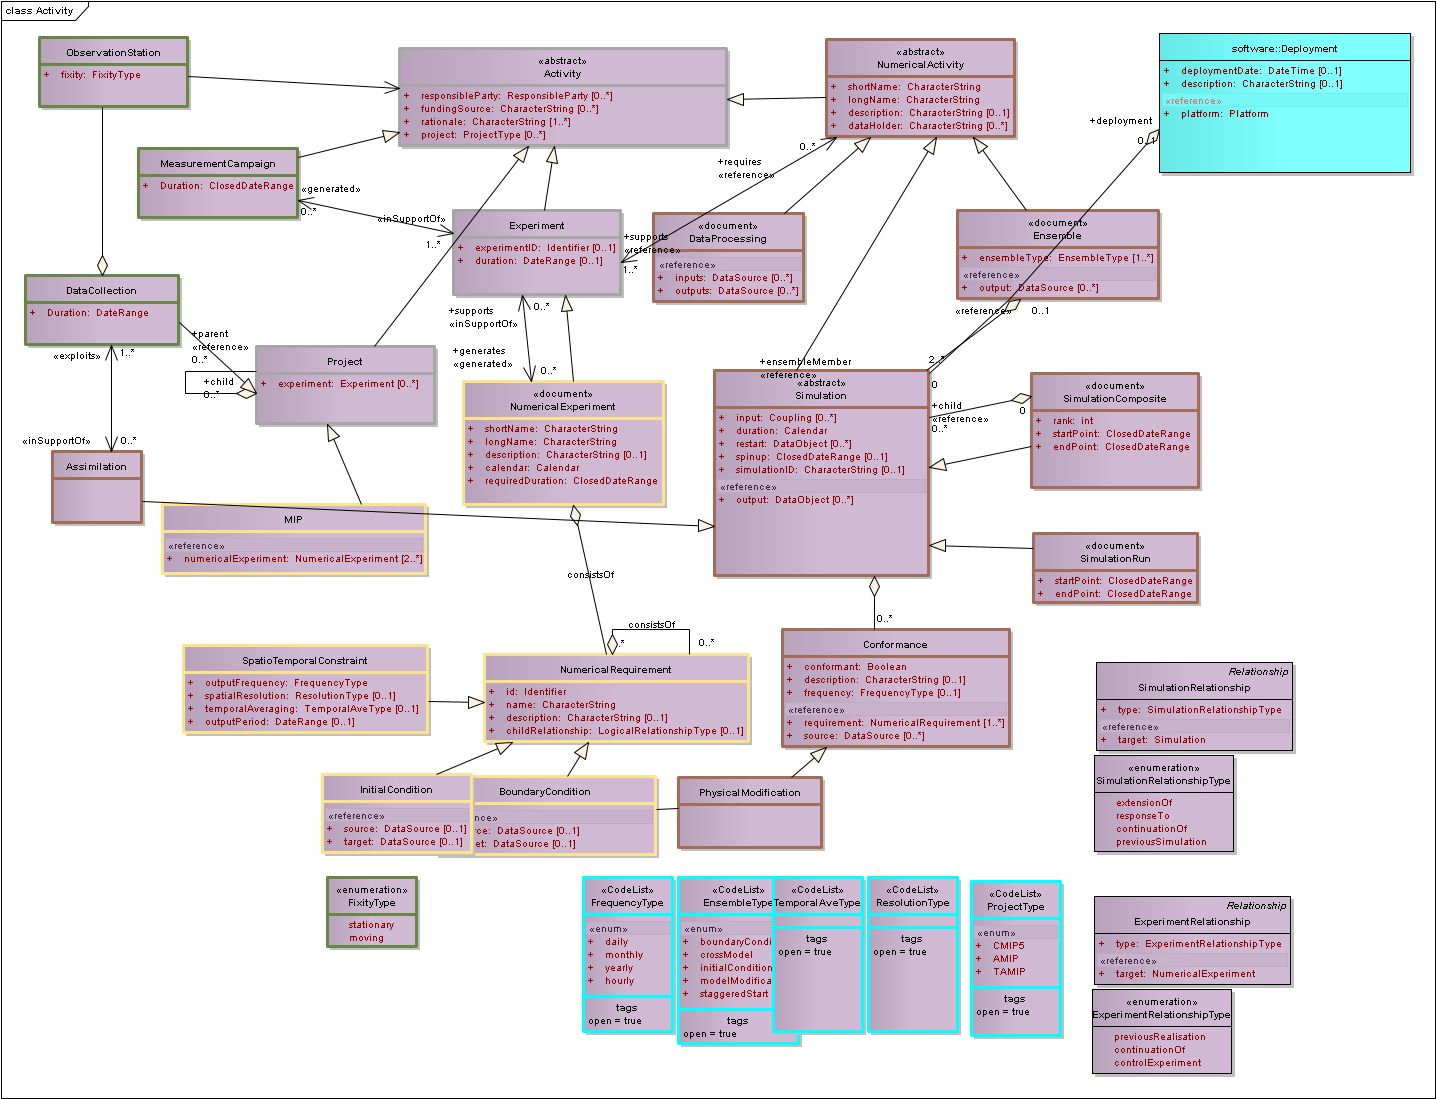 class Activity
ObservationStation
+ fixity: FixityType
«abstract»
Activity
+ responsibleParty: ResponsibleParty [0..*]
+ fundingSource: CharacterString [0..*]
+ rationale: CharacterString [1..*]
+ project: ProjectType [0..*]
«abstract»
NumericalActivity
+ shortName: CharacterString
+ longName: CharacterString
+ description: CharacterString [0..1]
+ dataHolder: CharacterString [0..*]
software::Deployment
+ deploymentDate: DateTime [0..1]
+ description: CharacterString [0..1]
«reference»
+ platform: Platform
+deployment
0..1
MeasurementCampaign
+ Duration: ClosedDateRange
«generated»
0..*
«inSupportOf»
1..*
+requires
«reference»
0..*
+supports
«reference»
1..*
Experiment
+ experimentID: Identifier [0..1]
+ duration: DateRange [0..1]
«document»
DataProcessing
«reference»
+ inputs: DataSource [0..*]
+ outputs: DataSource [0..*]
«document»
Ensemble
+ ensembleType: EnsembleType [1..*]
«reference»
+ output: DataSource [0..*]
«reference»
0..1
DataCollection
+ Duration: DateRange
«exploits»
1..*
+parent
«reference»
0..*
+child
0..*
Project
+ experiment: Experiment [0..*]
+supports
«inSupportOf»
0..*
+generates
«generated»
0..*
+ensembleMember
«reference»
2..*
0
«document»
NumericalExperiment
+ shortName: CharacterString
+ longName: CharacterString
+ description: CharacterString [0..1]
+ calendar: Calendar
+ requiredDuration: ClosedDateRange
«abstract»
Simulation
+ input: Coupling [0..*]
+ duration: Calendar
+ restart: DataObject [0..*]
+ spinup: ClosedDateRange [0..1]
+ simulationID: CharacterString [0..1]
«reference»
+ output: DataObject [0..*]
+child
«reference»
0..*
0
«document»
SimulationComposite
+ rank: int
+ startPoint: ClosedDateRange
+ endPoint: ClosedDateRange
«inSupportOf»
0..*
Assimilation
MIP
«reference»
+ numericalExperiment: NumericalExperiment [2..*]
«document»
SimulationRun
+ startPoint: ClosedDateRange
+ endPoint: ClosedDateRange
consistsOf
consistsOf
*
0..*
0..*
SpatioTemporalConstraint
+ outputFrequency: FrequencyType
+ spatialResolution: ResolutionType [0..1]
+ temporalAveraging: TemporalAveType [0..1]
+ outputPeriod: DateRange [0..1]
NumericalRequirement
+ id: Identifier
+ name: CharacterString
+ description: CharacterString [0..1]
+ childRelationship: LogicalRelationshipType [0..1]
Conformance
+ conformant: Boolean
+ description: CharacterString [0..1]
+ frequency: FrequencyType [0..1]
«reference»
+ requirement: NumericalRequirement [1..*]
+ source: DataSource [0..*]
Relationship
SimulationRelationship
+ type: SimulationRelationshipType
«reference»
+ target: Simulation
«enumeration»
SimulationRelationshipType
extensionOf
responseTo
continuationOf
previousSimulation
InitialCondition
«reference»
+ source: DataSource [0..1]
+ target: DataSource [0..1]
BoundaryCondition
nce»
rce: DataSource [0..1]
et: DataSource [0..1]
PhysicalModification
«enumeration»
FixityType
stationary
moving
«CodeList»
FrequencyType
«enum»
+ daily
+ monthly
+ yearly
+ hourly
tags
open = true
«CodeList»
EnsembleType
«enum»
+ boundaryCondi
+ crossModel
+ initialCondition
+ modelModifica
+ staggeredStart
tags
open = true
«CodeList»
TemporalAveType
tags
open = true
«CodeList»
ResolutionType
tags
open = true
«CodeList»
ProjectType
«enum»
+ CMIP5
+ AMIP
+ TAMIP
tags
open = true
Relationship
ExperimentRelationship
+ type: ExperimentRelationshipType
«reference»
+ target: NumericalExperiment
«enumeration»
ExperimentRelationshipType
previousRealisation
continuationOf
controlExperiment